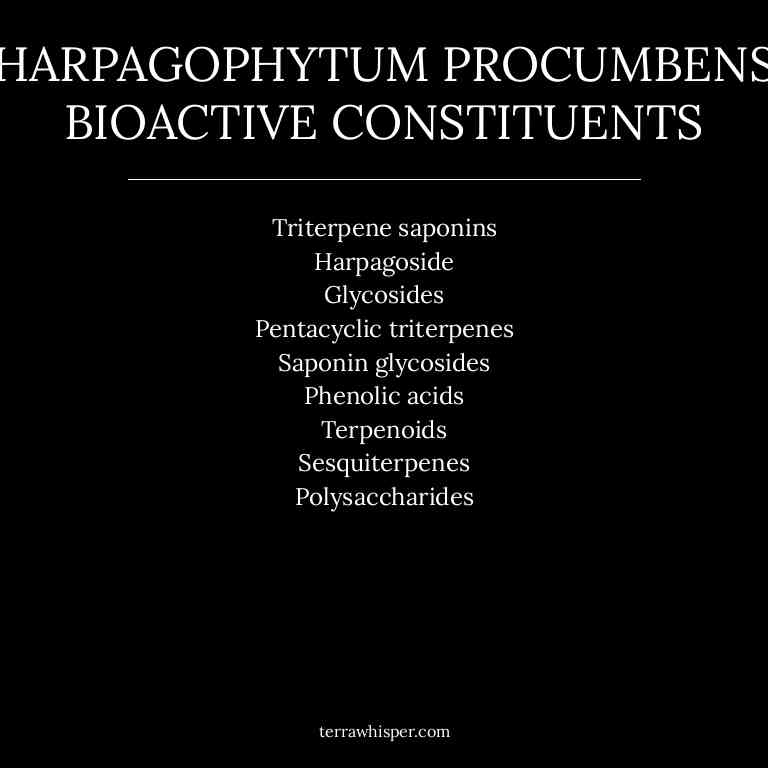 HARPAGOPHYTUM PROCUMBENS
BIOACTIVE CONSTITUENTS
Triterpene saponins
Harpagoside
Glycosides
Pentacyclic triterpenes
Saponin glycosides
Phenolic acids
Terpenoids
Sesquiterpenes
Polysaccharides
terrawhisper.com